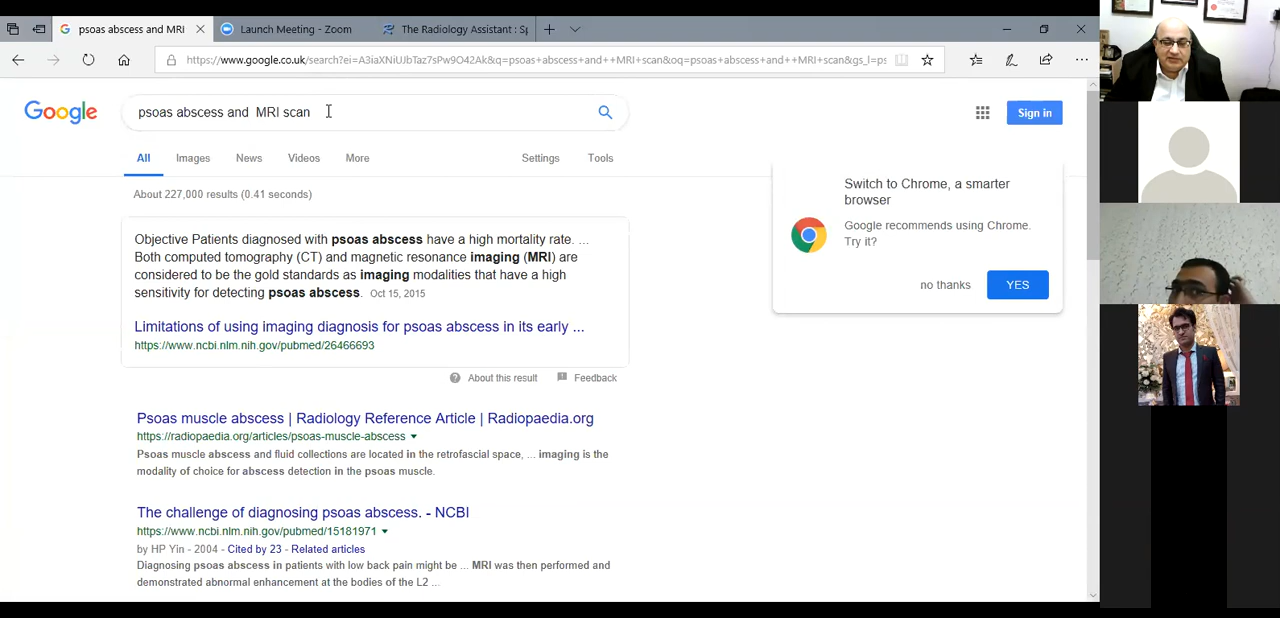 psoas abscess and MRI
Launch Meeting - Zoom
The Radiology Assistant : Sp
https://www.google.co.uk/search?ei=A3iaXNiUJbTaz7sPw9O42Ak&q=psoas+abscess+and++MRI+scan&oq=psoas+abscess+and++MRI+scan&gs_l=ps
Google
psoas abscess and  MRI scan
Sign in
All
Images
News
Videos
More
Settings
Tools
About 227,000 results (0.41 seconds)
Switch to Chrome, a smarter
browser
Google recommends using Chrome.
Try it?
no thanks
YES
Objective Patients diagnosed with psoas abscess have a high mortality rate. ...
Both computed tomography (CT) and magnetic resonance imaging (MRI) are
considered to be the gold standards as imaging modalities that have a high
sensitivity for detecting psoas abscess. Oct 15, 2015
Limitations of using imaging diagnosis for psoas abscess in its early ...
https://www.ncbi.nlm.nih.gov/pubmed/26466693
About this result
Feedback
Psoas muscle abscess | Radiology Reference Article | Radiopaedia.org
https://radiopaedia.org/articles/psoas-muscle-abscess
Psoas muscle abscess and fluid collections are located in the retrofascial space, ... imaging is the
modality of choice for abscess detection in the psoas muscle.
The challenge of diagnosing psoas abscess. - NCBI
https://www.ncbi.nlm.nih.gov/pubmed/15181971
by HP Yin - 2004 - Cited by 23 - Related articles
Diagnosing psoas abscess in patients with low back pain might be ... MRI was then performed and
demonstrated abnormal enhancement at the bodies of the L2 ...